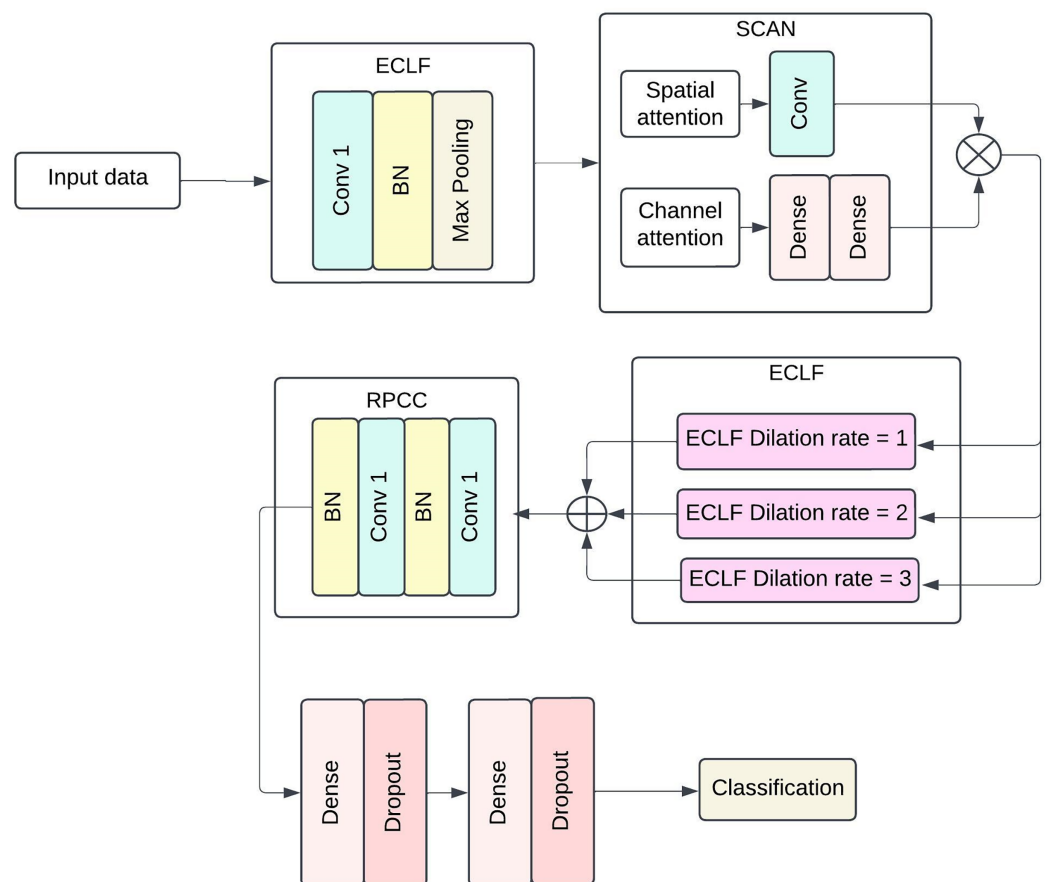 SCAN
ECLF
Spatial
attention
Conv
Conv 1
BN
Max Pooling
Input data
Channel
attention
Dense
Dense
ECLF
RPCC
ECLF Dilation rate = 1
ECLF Dilation rate = 2
ECLF Dilation rate = 3
BN
Conv 1
BN
Conv 1
Dense
Dropout
Dense
Dropout
Classification